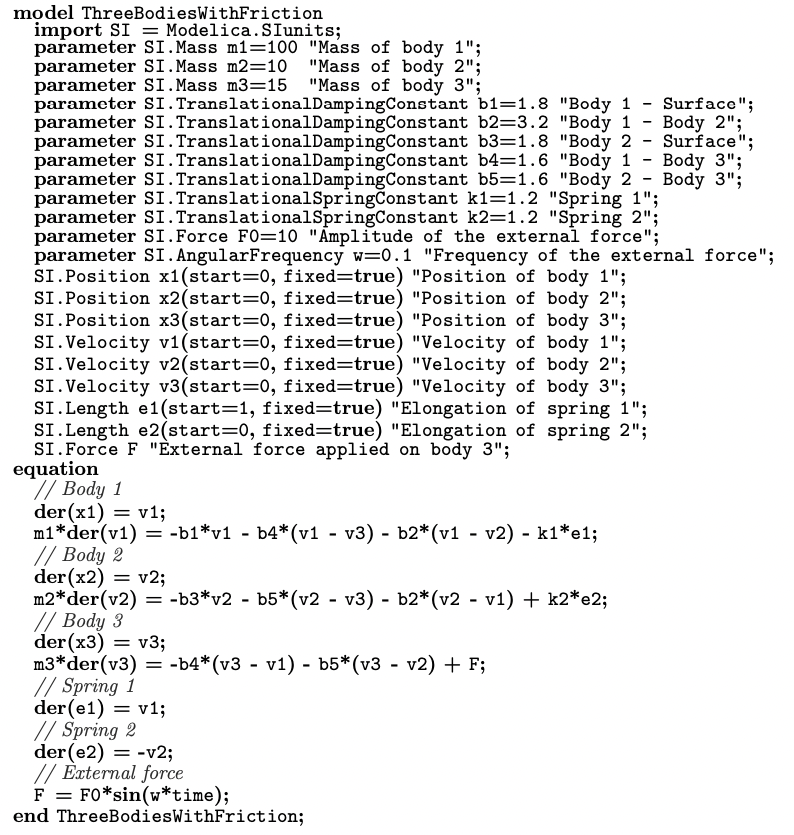 model ThreeBodiesWithFriction
import SI = Modelica.SIunits;
parameter SI.Mass m1=100 "Mass of body 1";
parameter SI.Mass m2=10 "Mass of body 2";
parameter SI.Mass m3=15 "Mass of body 3";
parameter SI.TranslationalDampingConstant b1=1.8 "Body 1 - Surface";
parameter SI.TranslationalDampingConstant b2=3.2 "Body 1 - Body 2";
parameter SI.TranslationalDampingConstant b3=1.8 "Body 2 - Surface";
parameter SI.TranslationalDampingConstant b4=1.6 "Body 1 - Body 3";
parameter SI.TranslationalDampingConstant b5=1.6 "Body 2 - Body 3";
parameter SI.TranslationalSpringConstant k1=1.2 "Spring 1";
parameter SI.TranslationalSpringConstant k2=1.2 "Spring 2";
parameter SI.Force F0=10 "Amplitude of the external force";
parameter SI.AngularFrequency w=0.1 "Frequency of the external force";
SI.Position x1(start=0, fixed=true) "Position of body 1";
SI.Position x2(start=0, fixed=true) "Position of body 2";
SI.Position x3(start=0, fixed=true) "Position of body 3";
SI.Velocity v1(start=0, fixed=true) "Velocity of body 1";
SI.Velocity v2(start=0, fixed=true) "Velocity of body 2";
SI.Velocity v3(start=0, fixed=true) "Velocity of body 3";
SI.Length e1(start=1, fixed=true) "Elongation of spring 1";
SI.Length e2(start=0, fixed=true) "Elongation of spring 2";
SI.Force F "External force applied on body 3";
equation
// Body 1
der(x1) = v1;
m1*der(v1) = -b1*v1 - b4*(v1 - v3) - b2*(v1 - v2) - k1*e1;
// Body 2
der(x2) = v2;
m2*der(v2) = -b3*v2 - b5*(v2 - v3) - b2*(v2 - v1) + k2*e2;
// Body 3
der(x3) = v3;
m3*der(v3) = -b4*(v3 - v1) - b5*(v3 - v2) + F;
// Spring 1
der(e1) = v1;
// Spring 2
der(e2) = -v2;
// External force
F = F0*sin(w*time);
end ThreeBodiesWithFriction;